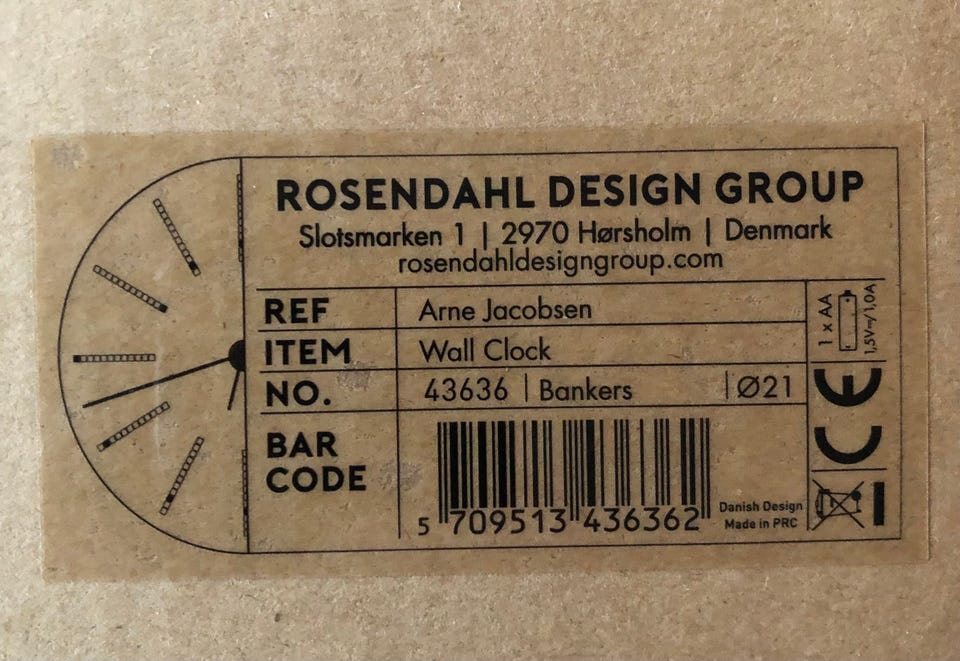 ROSENDAHL DESIGN GROUP
Slotsmarken 1 | 2970 Hørsholm | Denmark
rosendahldesigngroup.com
REF Arne Jacobsen
ITEM Wall Clock
NO. 43636 | Bankers | Ø21
1 x AA
1,5V⎓/1,0A
CE
BAR
CODE
5 709513 436362
Danish Design
Made in PRC